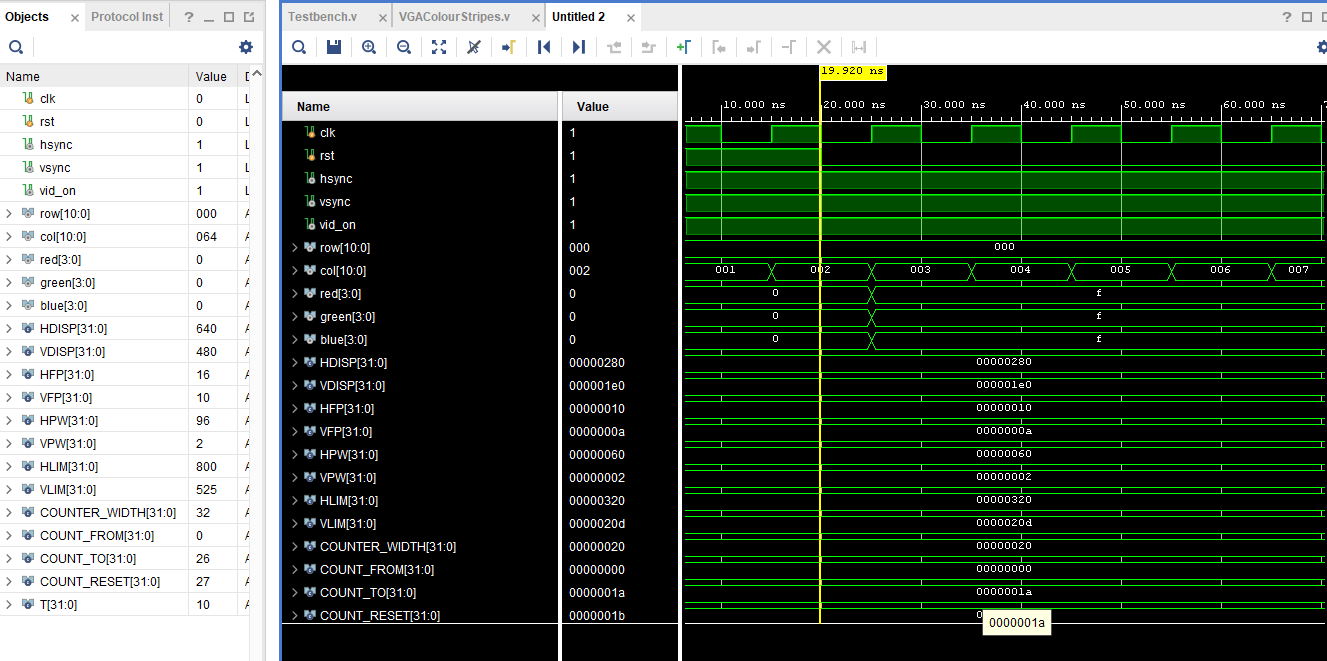 Objects × Protocol Inst ?
Name Value D
clk 0 L
rst 0 L
hsync 1 L
vsync 1 L
vid_on 1 L
row[10:0] 000 A
col[10:0] 064 A
red[3:0] 0 A
green[3:0] 0 A
blue[3:0] 0 A
HDISP[31:0] 640 A
VDISP[31:0] 480 A
HFP[31:0] 16 A
VFP[31:0] 10 A
HPW[31:0] 96 A
VPW[31:0] 2 A
HLIM[31:0] 800 A
VLIM[31:0] 525 A
COUNTER_WIDTH[31:0] 32 A
COUNT_FROM[31:0] 0 A
COUNT_TO[31:0] 26 A
COUNT_RESET[31:0] 27 A
T[31:0] 10 A
Testbench.v × VGAColourStripes.v × Untitled 2 × ?
19.920 ns
10.000 ns 20.000 ns 30.000 ns 40.000 ns 50.000 ns 60.000 ns 7
Name Value
clk 1
rst 1
hsync 1
vsync 1
vid_on 1
row[10:0] 000 000
col[10:0] 002 001 002 003 004 005 006 007
red[3:0] 0 0 f
green[3:0] 0 0 f
blue[3:0] 0 0 f
HDISP[31:0] 00000280 00000280
VDISP[31:0] 000001e0 000001e0
HFP[31:0] 00000010 00000010
VFP[31:0] 0000000a 0000000a
HPW[31:0] 00000060 00000060
VPW[31:0] 00000002 00000002
HLIM[31:0] 00000320 00000320
VLIM[31:0] 0000020d 0000020d
COUNTER_WIDTH[31:0] 00000020 00000020
COUNT_FROM[31:0] 00000000 00000000
COUNT_TO[31:0] 0000001a 0000001a
COUNT_RESET[31:0] 0000001b
0000001a